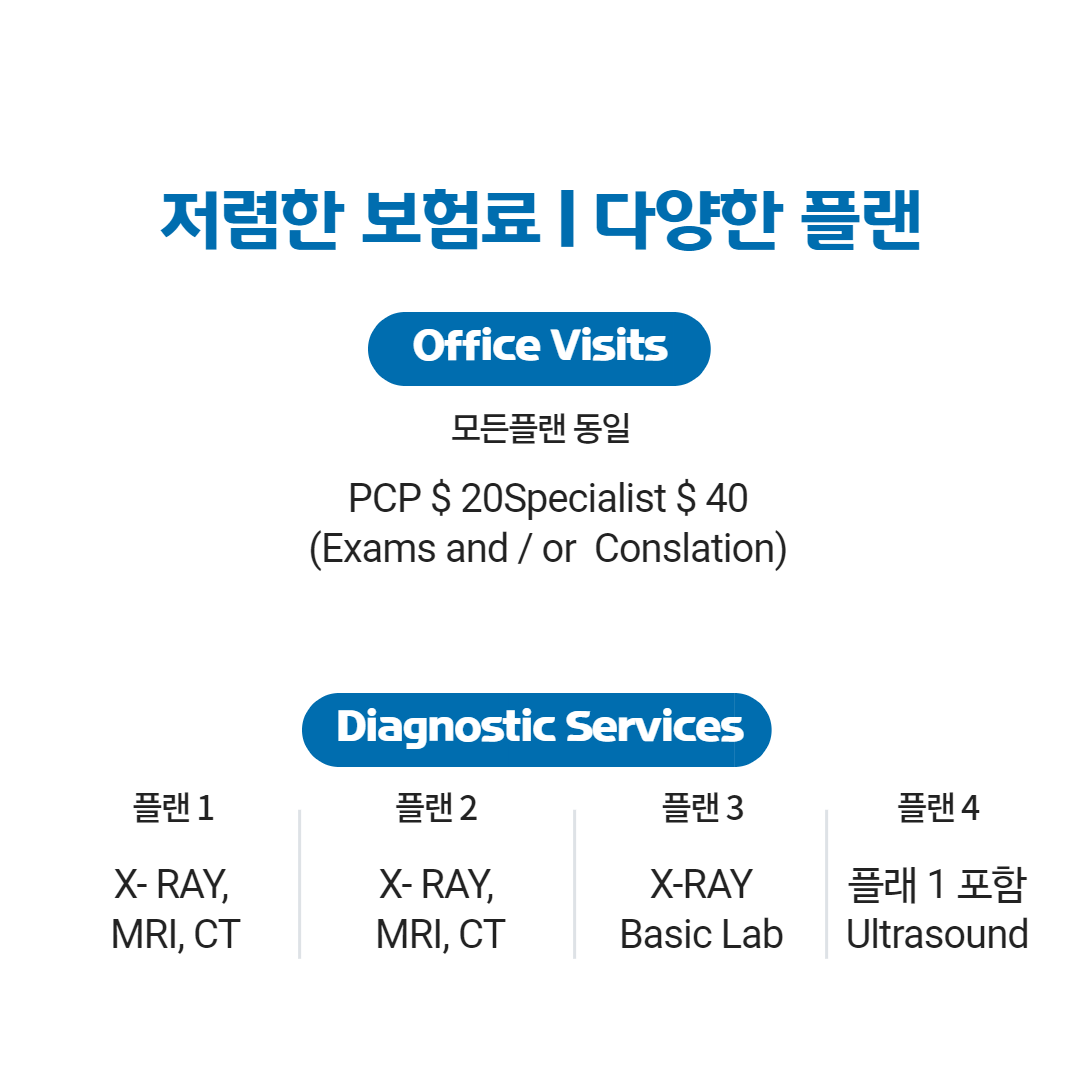 저렴한 보험료 | 다양한 플랜
Office Visits
모든플랜 동일
PCP $ 20Specialist $ 40
(Exams and / or  Conslation)
Diagnostic Services
플랜 1
X- RAY,
MRI, CT
플랜 2
X- RAY,
MRI, CT
플랜 3
X-RAY
Basic Lab
플랜 4
플래 1 포함
Ultrasound